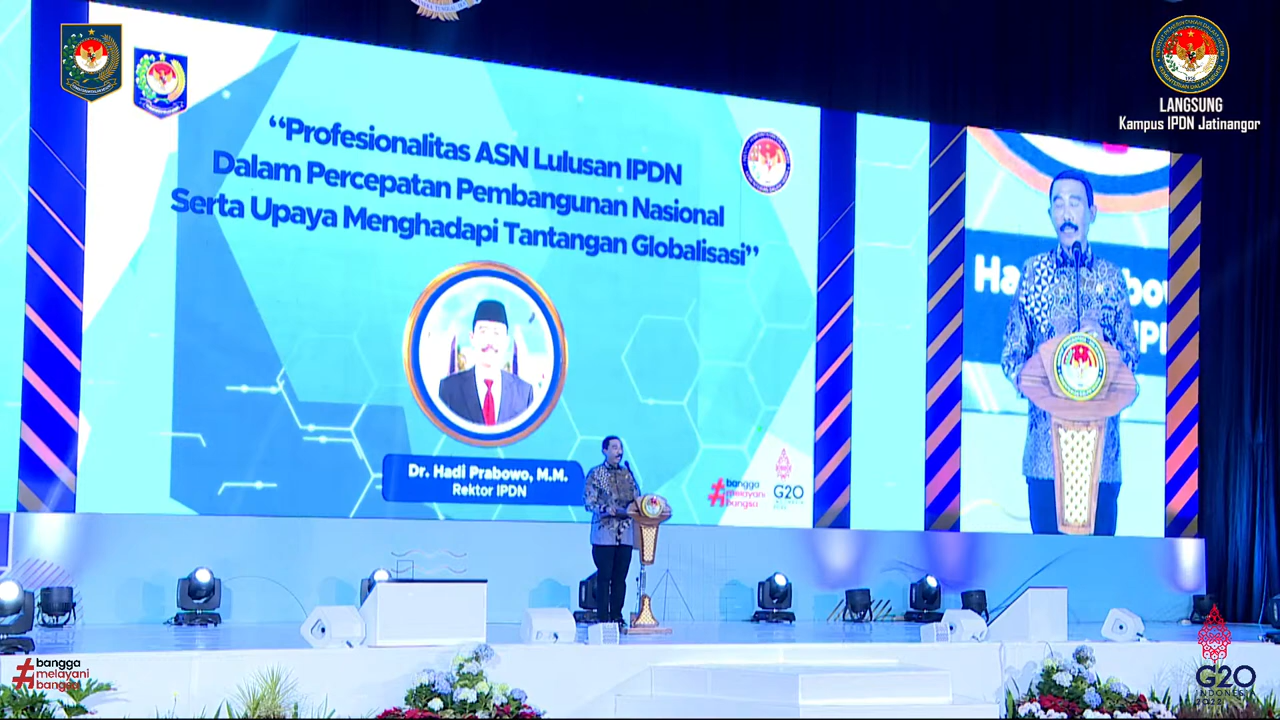 LANGSUNG
Kampus IPDN Jatinangor
“Profesionalitas ASN Lulusan IPDN
Dalam Percepatan Pembangunan Nasional
Serta Upaya Menghadapi Tantangan Globalisasi”
Dr. Hadi Prabowo, M.M.
Rektor IPDN
#bangga
melayani
bangsa
G20
#bangga
melayani
bangsa
G20
INDONESIA
2022